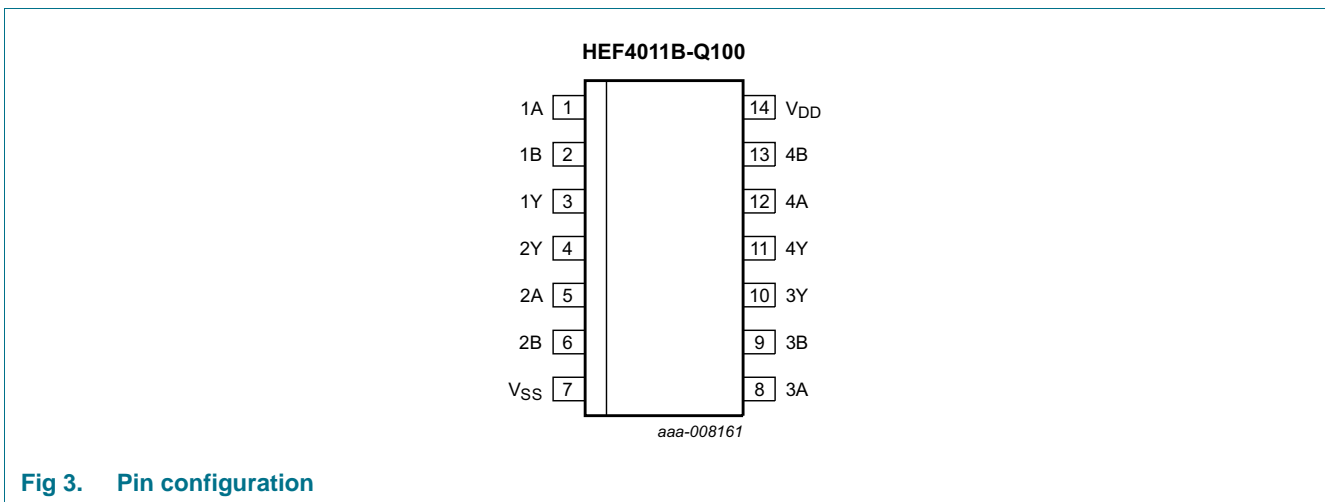 HEF4011B-Q100
1A 1 14 VDD
1B 2 13 4B
1Y 3 12 4A
2Y 4 11 4Y
2A 5 10 3Y
2B 6 9 3B
VSS 7 8 3A
aaa-008161
Fig 3. Pin configuration